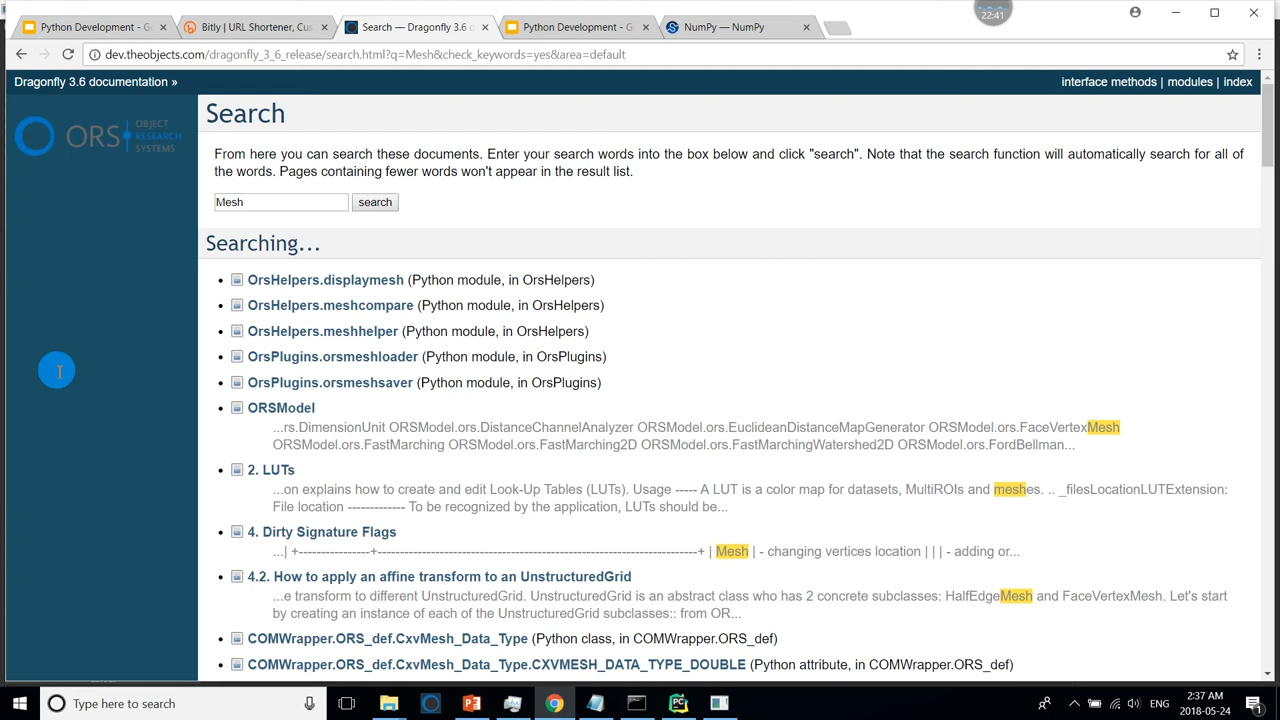 22:41
Python Development - G
Bitly | URL Shortener, Cus
Search — Dragonfly 3.6 d
Python Development - G
NumPy — NumPy
dev.theobjects.com/dragonfly_3_6_release/search.html?q=Mesh&check_keywords=yes&area=default
Dragonfly 3.6 documentation »
interface methods | modules | index
ORS OBJECT RESEARCH SYSTEMS
Search
From here you can search these documents. Enter your search words into the box below and click "search". Note that the search function will automatically search for all of
the words. Pages containing fewer words won't appear in the result list.
Mesh
search
Searching...
OrsHelpers.displaymesh (Python module, in OrsHelpers)
OrsHelpers.meshcompare (Python module, in OrsHelpers)
OrsHelpers.meshhelper (Python module, in OrsHelpers)
OrsPlugins.orsmeshloader (Python module, in OrsPlugins)
OrsPlugins.orsmeshsaver (Python module, in OrsPlugins)
ORSModel
...rs.DimensionUnit ORSModel.ors.DistanceChannelAnalyzer ORSModel.ors.EuclideanDistanceMapGenerator ORSModel.ors.FaceVertexMesh
ORSModel.ors.FastMarching ORSModel.ors.FastMarching2D ORSModel.ors.FastMarchingWatershed2D ORSModel.ors.FordBellman...
2. LUTs
...on explains how to create and edit Look-Up Tables (LUTs). Usage ----- A LUT is a color map for datasets, MultiROIs and meshes. .. _filesLocationLUTExtension:
File location ------------- To be recognized by the application, LUTs should be...
4. Dirty Signature Flags
...| +----------------+-----------------------------------------------------------------+ | Mesh | - changing vertices location | | | - adding or...
4.2. How to apply an affine transform to an UnstructuredGrid
...e transform to different UnstructuredGrid. UnstructuredGrid is an abstract class who has 2 concrete subclasses: HalfEdgeMesh and FaceVertexMesh. Let's start
by creating an instance of each of the UnstructuredGrid subclasses:: from OR...
COMWrapper.ORS_def.CxvMesh_Data_Type (Python class, in COMWrapper.ORS_def)
COMWrapper.ORS_def.CxvMesh_Data_Type.CXVMESH_DATA_TYPE_DOUBLE (Python attribute, in COMWrapper.ORS_def)
Type here to search
ENG
2:37 AM
2018-05-24